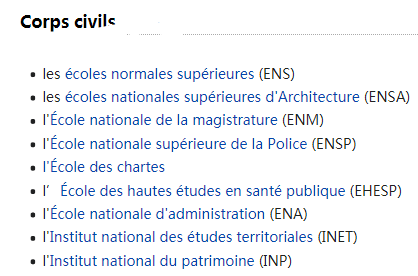 Corps civils
les écoles normales supérieures (ENS)
les écoles nationales supérieures d'Architecture (ENSA)
l'École nationale de la magistrature (ENM)
l'École nationale supérieure de la Police (ENSP)
l'École des chartes
l’École des hautes études en santé publique (EHESP)
l'École nationale d'administration (ENA)
l'Institut national des études territoriales (INET)
l'Institut national du patrimoine (INP)